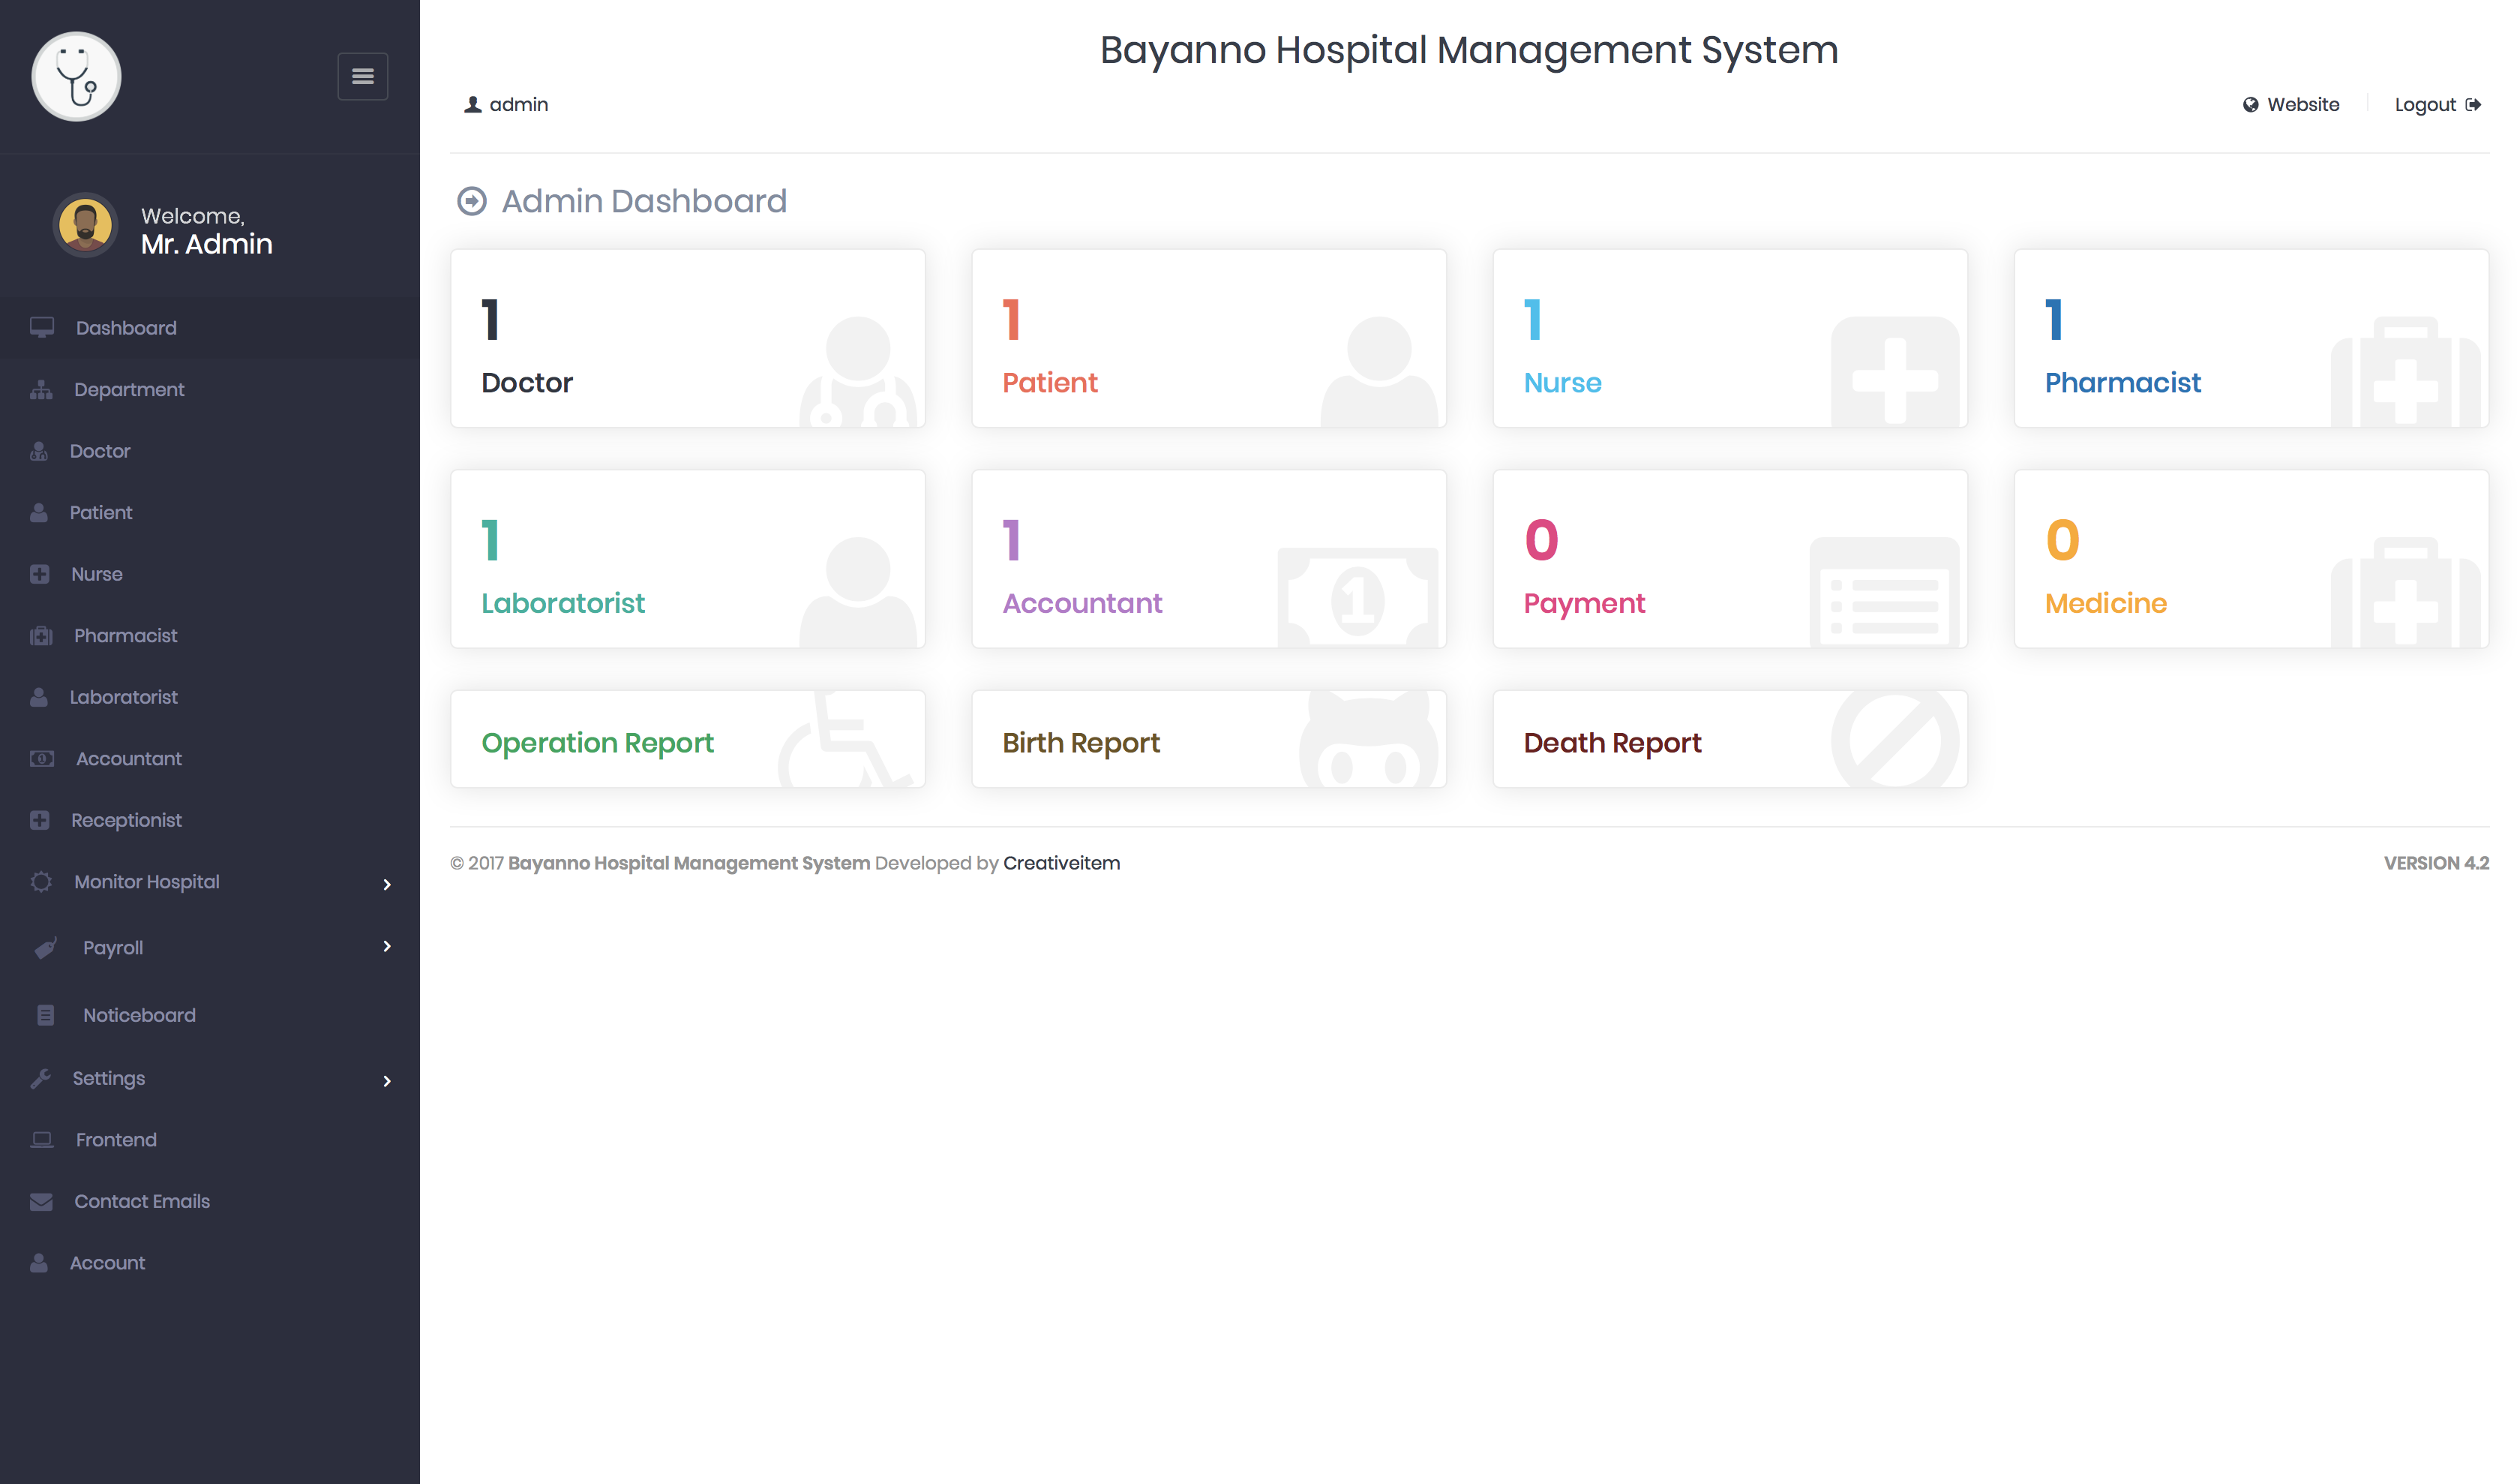 Bayanno Hospital Management System
admin
Website
Logout
Welcome,
Mr. Admin
Dashboard
Department
Doctor
Patient
Nurse
Pharmacist
Laboratorist
Accountant
Receptionist
Monitor Hospital
Payroll
Noticeboard
Settings
Frontend
Contact Emails
Account
Admin Dashboard
1
Doctor
1
Patient
1
Nurse
1
Pharmacist
1
Laboratorist
1
Accountant
0
Payment
0
Medicine
Operation Report
Birth Report
Death Report
© 2017 Bayanno Hospital Management System Developed by Creativeitem
VERSION 4.2